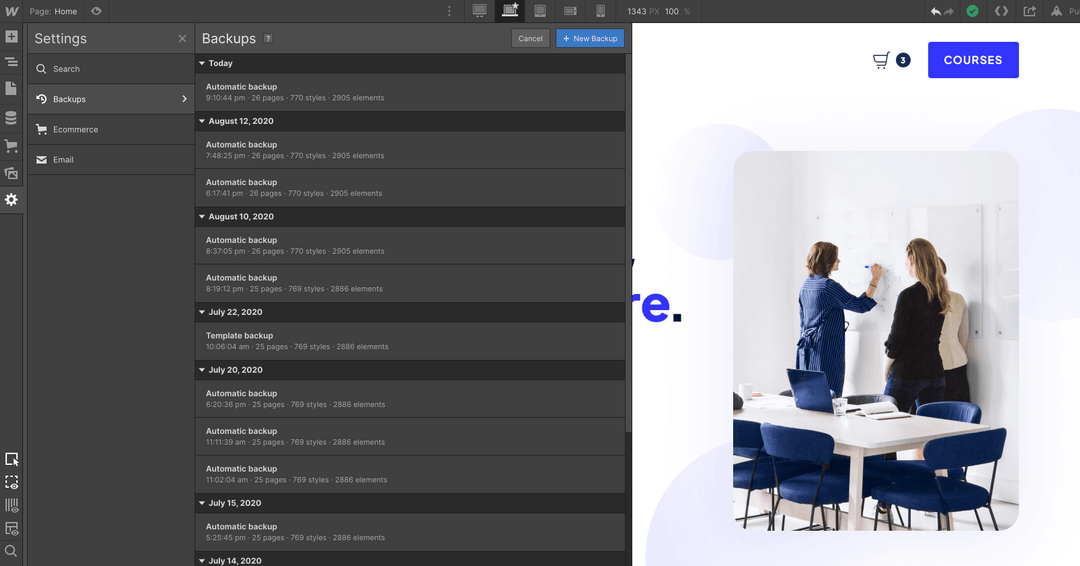 Page: Home
1343 PX 100 %
Settings
Search
Backups
Ecommerce
Email
Backups ?
Cancel
+ New Backup
Today
Automatic backup
9:10:44 pm · 26 pages · 770 styles · 2905 elements
August 12, 2020
Automatic backup
7:48:25 pm · 26 pages · 770 styles · 2905 elements
Automatic backup
6:17:41 pm · 26 pages · 770 styles · 2905 elements
August 10, 2020
Automatic backup
8:37:05 pm · 26 pages · 770 styles · 2905 elements
Automatic backup
8:19:12 pm · 25 pages · 769 styles · 2886 elements
July 22, 2020
Template backup
10:06:04 am · 25 pages · 769 styles · 2886 elements
July 20, 2020
Automatic backup
6:20:36 pm · 25 pages · 769 styles · 2886 elements
Automatic backup
11:11:39 am · 25 pages · 769 styles · 2886 elements
Automatic backup
11:02:04 am · 25 pages · 769 styles · 2886 elements
July 15, 2020
Automatic backup
5:25:45 pm · 25 pages · 769 styles · 2886 elements
July 14, 2020
3
COURSES
re.